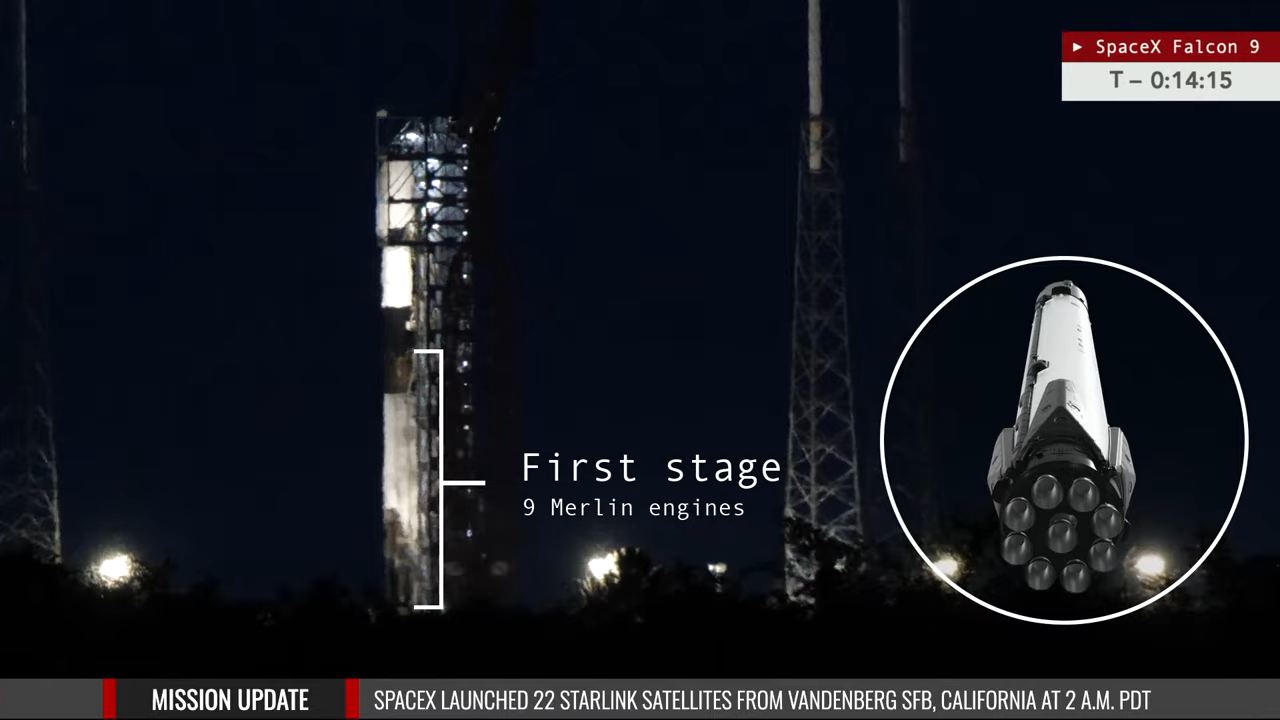 ▶ SpaceX Falcon 9
T – 0:14:15
First stage
9 Merlin engines
MISSION UPDATE
SPACEX LAUNCHED 22 STARLINK SATELLITES FROM VANDENBERG SFB, CALIFORNIA AT 2 A.M. PDT